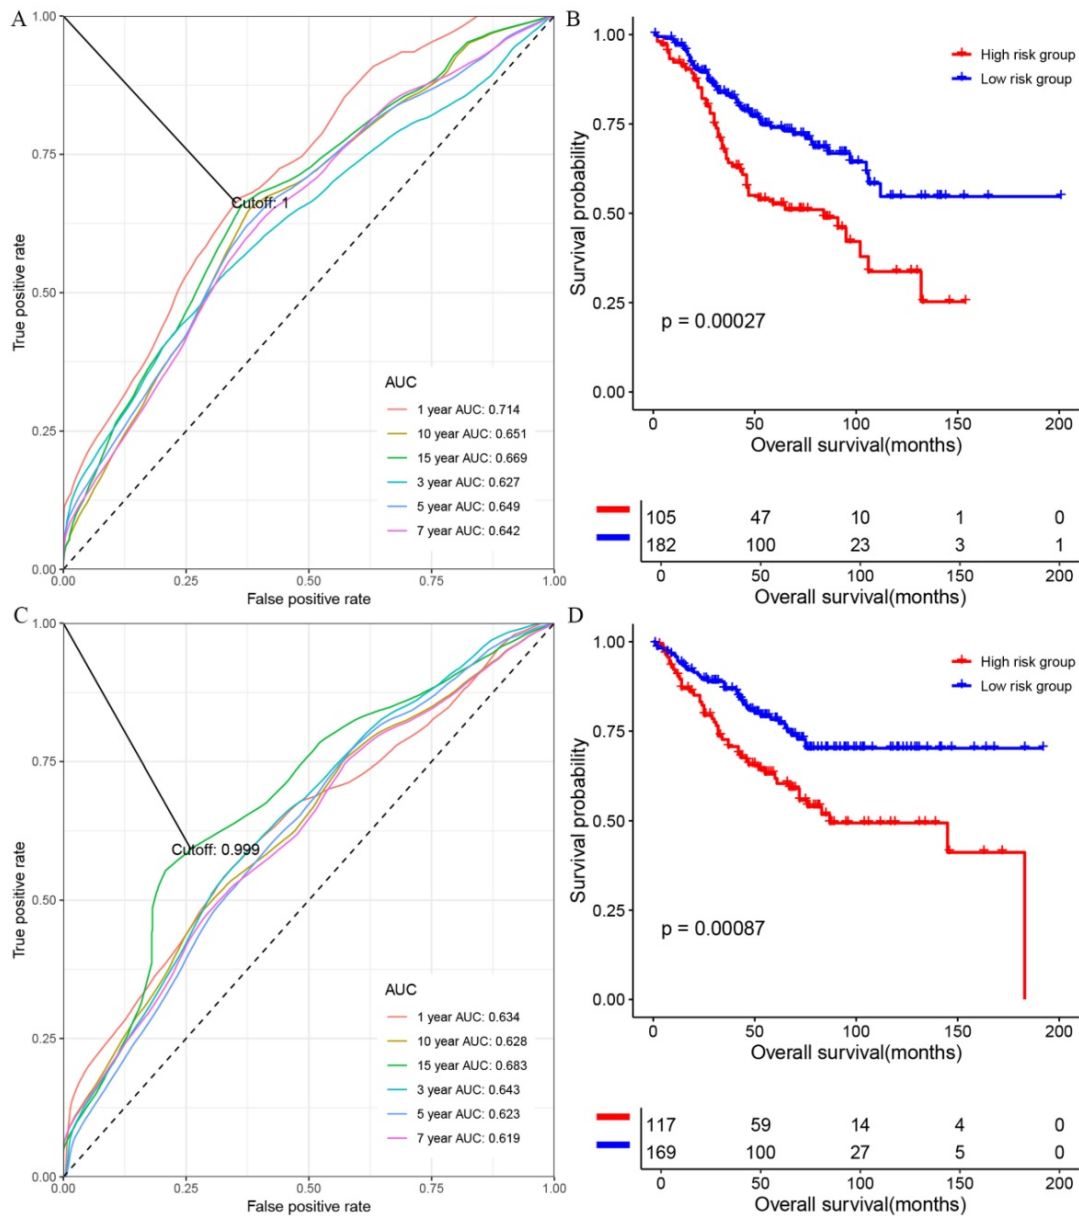 A
1.00
0.75
0.50
0.25
0.00
True positive rate
Cutoff: 1
AUC
1 year AUC: 0.714
10 year AUC: 0.651
15 year AUC: 0.669
3 year AUC: 0.627
5 year AUC: 0.649
7 year AUC: 0.642
0.00 0.25 0.50 0.75 1.00
False positive rate
B
1.00
0.75
0.50
0.25
0.00
Survival probability
High risk group
Low risk group
p = 0.00027
0 50 100 150 200
Overall survival(months)
105 47 10 1 0
182 100 23 3 1
0 50 100 150 200
Overall survival(months)
C
1.00
0.75
0.50
0.25
0.00
True positive rate
Cutoff: 0.999
AUC
1 year AUC: 0.634
10 year AUC: 0.628
15 year AUC: 0.683
3 year AUC: 0.643
5 year AUC: 0.623
7 year AUC: 0.619
0.00 0.25 0.50 0.75 1.00
False positive rate
D
1.00
0.75
0.50
0.25
0.00
Survival probability
High risk group
Low risk group
p = 0.00087
0 50 100 150 200
Overall survival(months)
117 59 14 4 0
169 100 27 5 0
0 50 100 150 200
Overall survival(months)